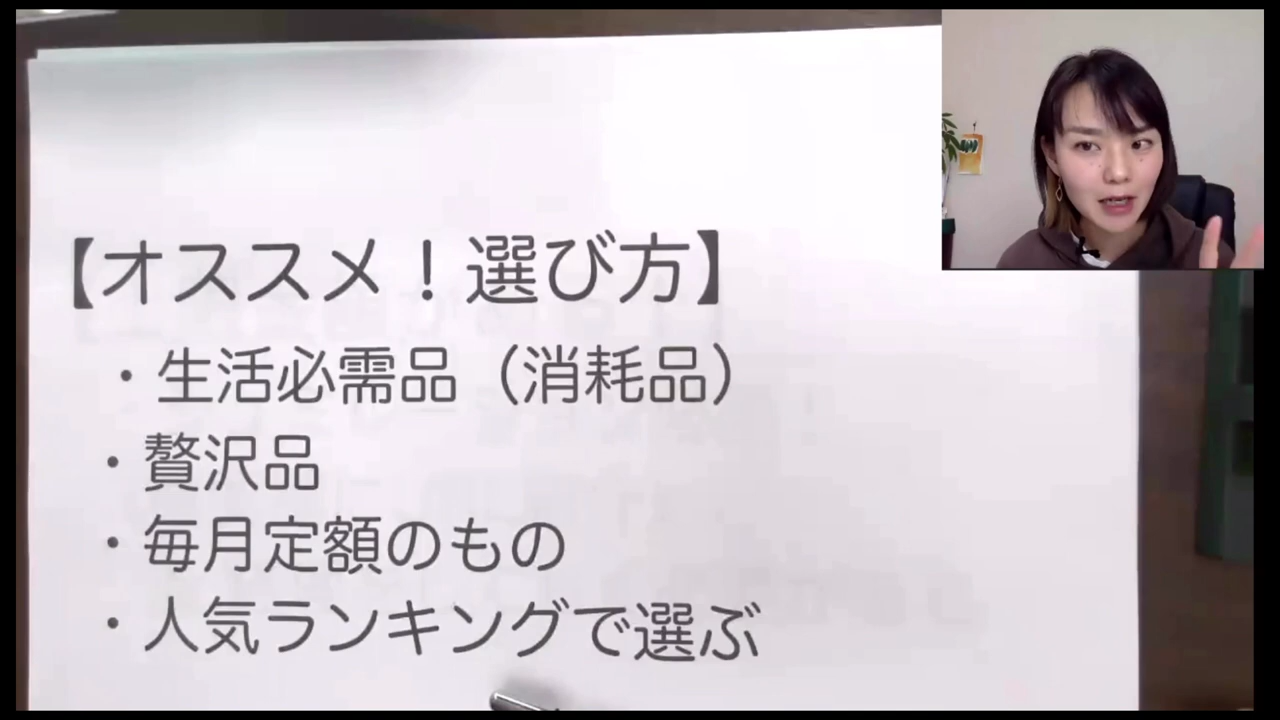 【オススメ！選び方】
・生活必需品（消耗品）
・贅沢品
・毎月定額のもの
・人気ランキングで選ぶ